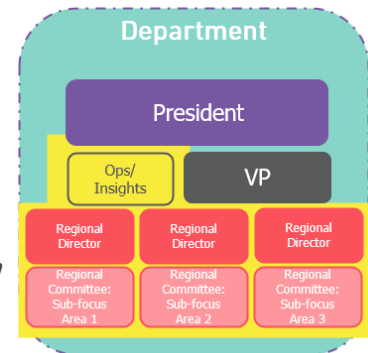 Department
President
Ops/
Insights
VP
Regional
Director
Regional
Director
Regional
Director
Regional
Committee:
Sub-focus
Area 1
Regional
Committee:
Sub-focus
Area 2
Regional
Committee:
Sub-focus
Area 3